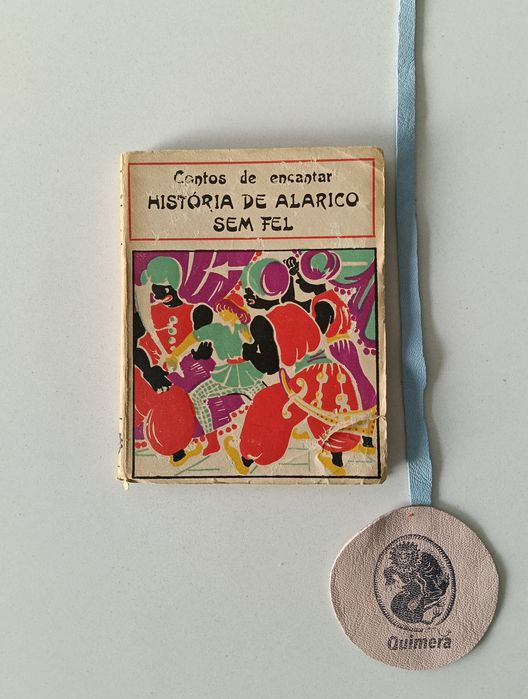 Contos de encantar
HISTÓRIA DE ALARICO
SEM FEL
Quimera